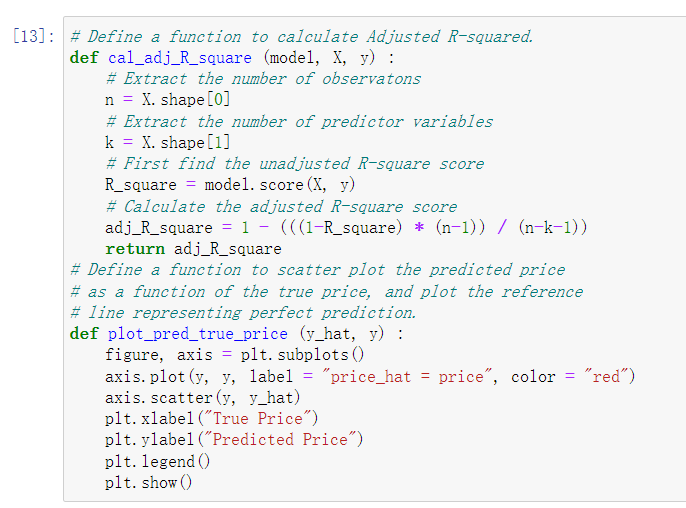 [13]: # Define a function to calculate Adjusted R-squared.
def cal_adj_R_square (model, X, y) :
# Extract the number of observatons
n = X.shape[0]
# Extract the number of predictor variables
k = X.shape[1]
# First find the unadjusted R-square score
R_square = model.score(X, y)
# Calculate the adjusted R-square score
adj_R_square = 1 - (((1-R_square) * (n-1)) / (n-k-1))
return adj_R_square
# Define a function to scatter plot the predicted price
# as a function of the true price, and plot the reference
# line representing perfect prediction.
def plot_pred_true_price (y_hat, y) :
figure, axis = plt.subplots()
axis.plot(y, y, label = "price_hat = price", color = "red")
axis.scatter(y, y_hat)
plt.xlabel("True Price")
plt.ylabel("Predicted Price")
plt.legend()
plt.show()